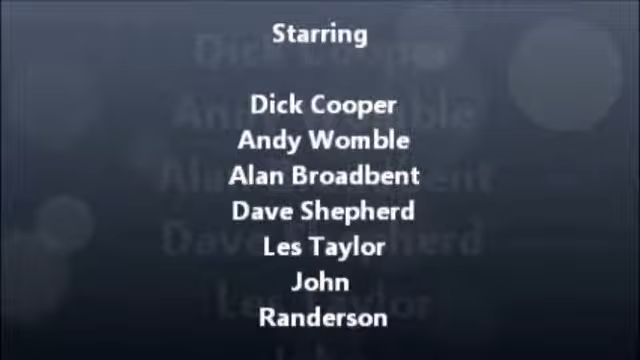 Starring
Dick Cooper
Andy Womble
Alan Broadbent
Dave Shepherd
Les Taylor
John
Randerson